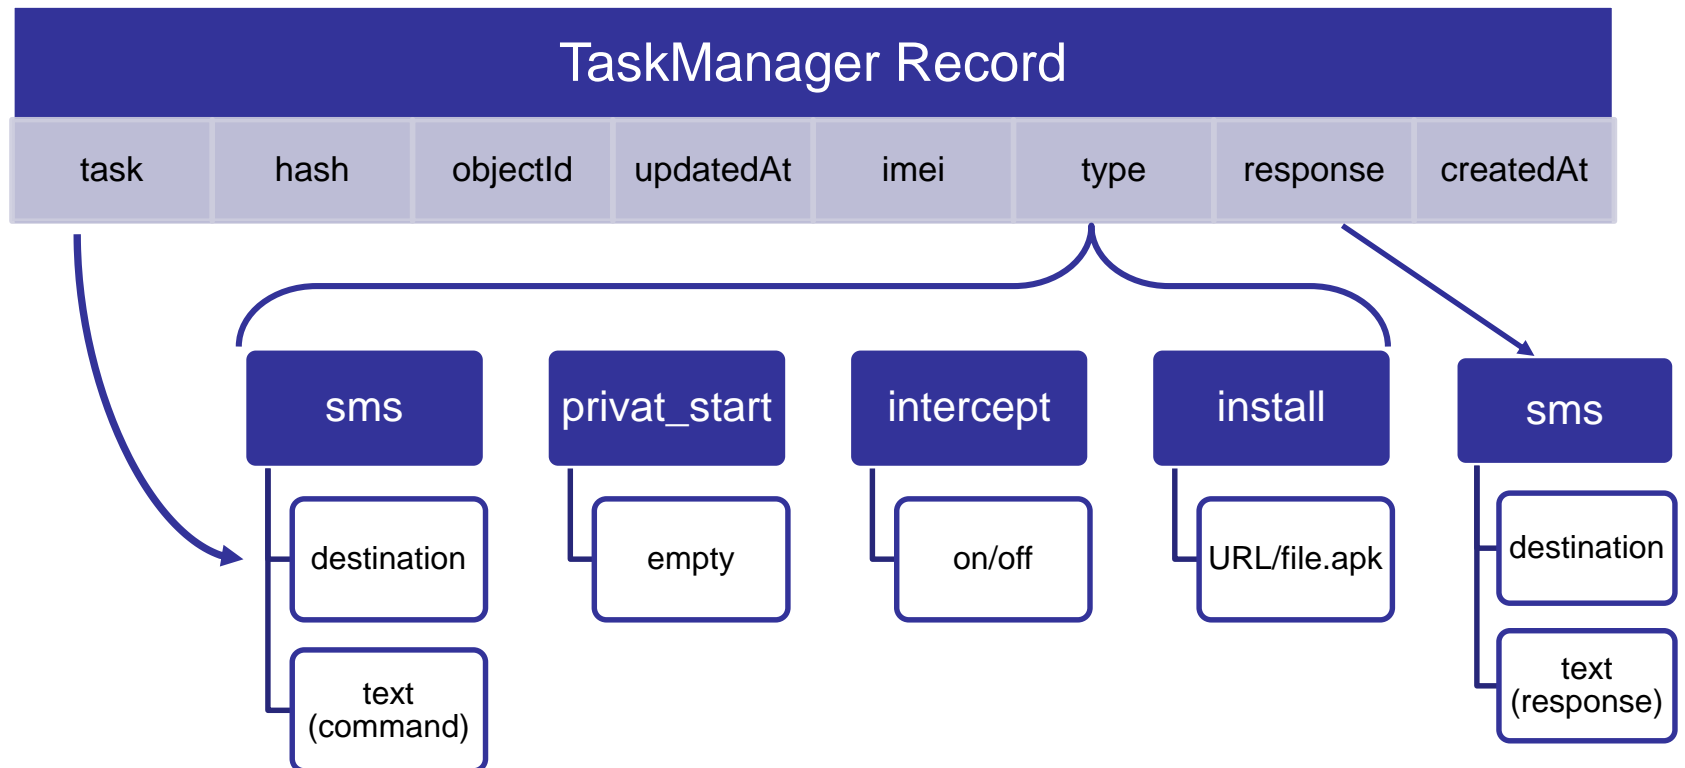 TaskManager Record
task hash objectId updatedAt imei type response createdAt
sms privat_start intercept install sms
destination empty on/off URL/file.apk destination
text
(command)
text
(response)